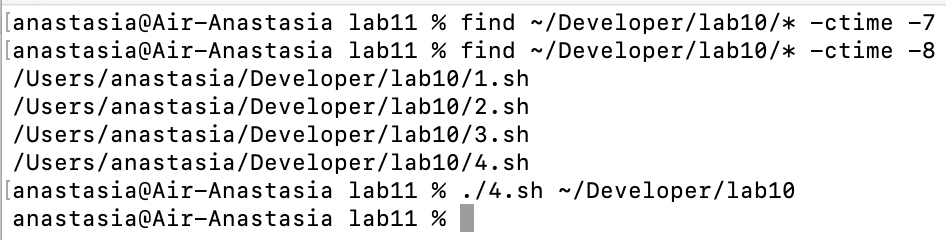 [anastasia@Air-Anastasia lab11 % find ~/Developer/lab10/* -ctime -7
[anastasia@Air-Anastasia lab11 % find ~/Developer/lab10/* -ctime -8
/Users/anastasia/Developer/lab10/1.sh
/Users/anastasia/Developer/lab10/2.sh
/Users/anastasia/Developer/lab10/3.sh
/Users/anastasia/Developer/lab10/4.sh
[anastasia@Air-Anastasia lab11 % ./4.sh ~/Developer/lab10
anastasia@Air-Anastasia lab11 %